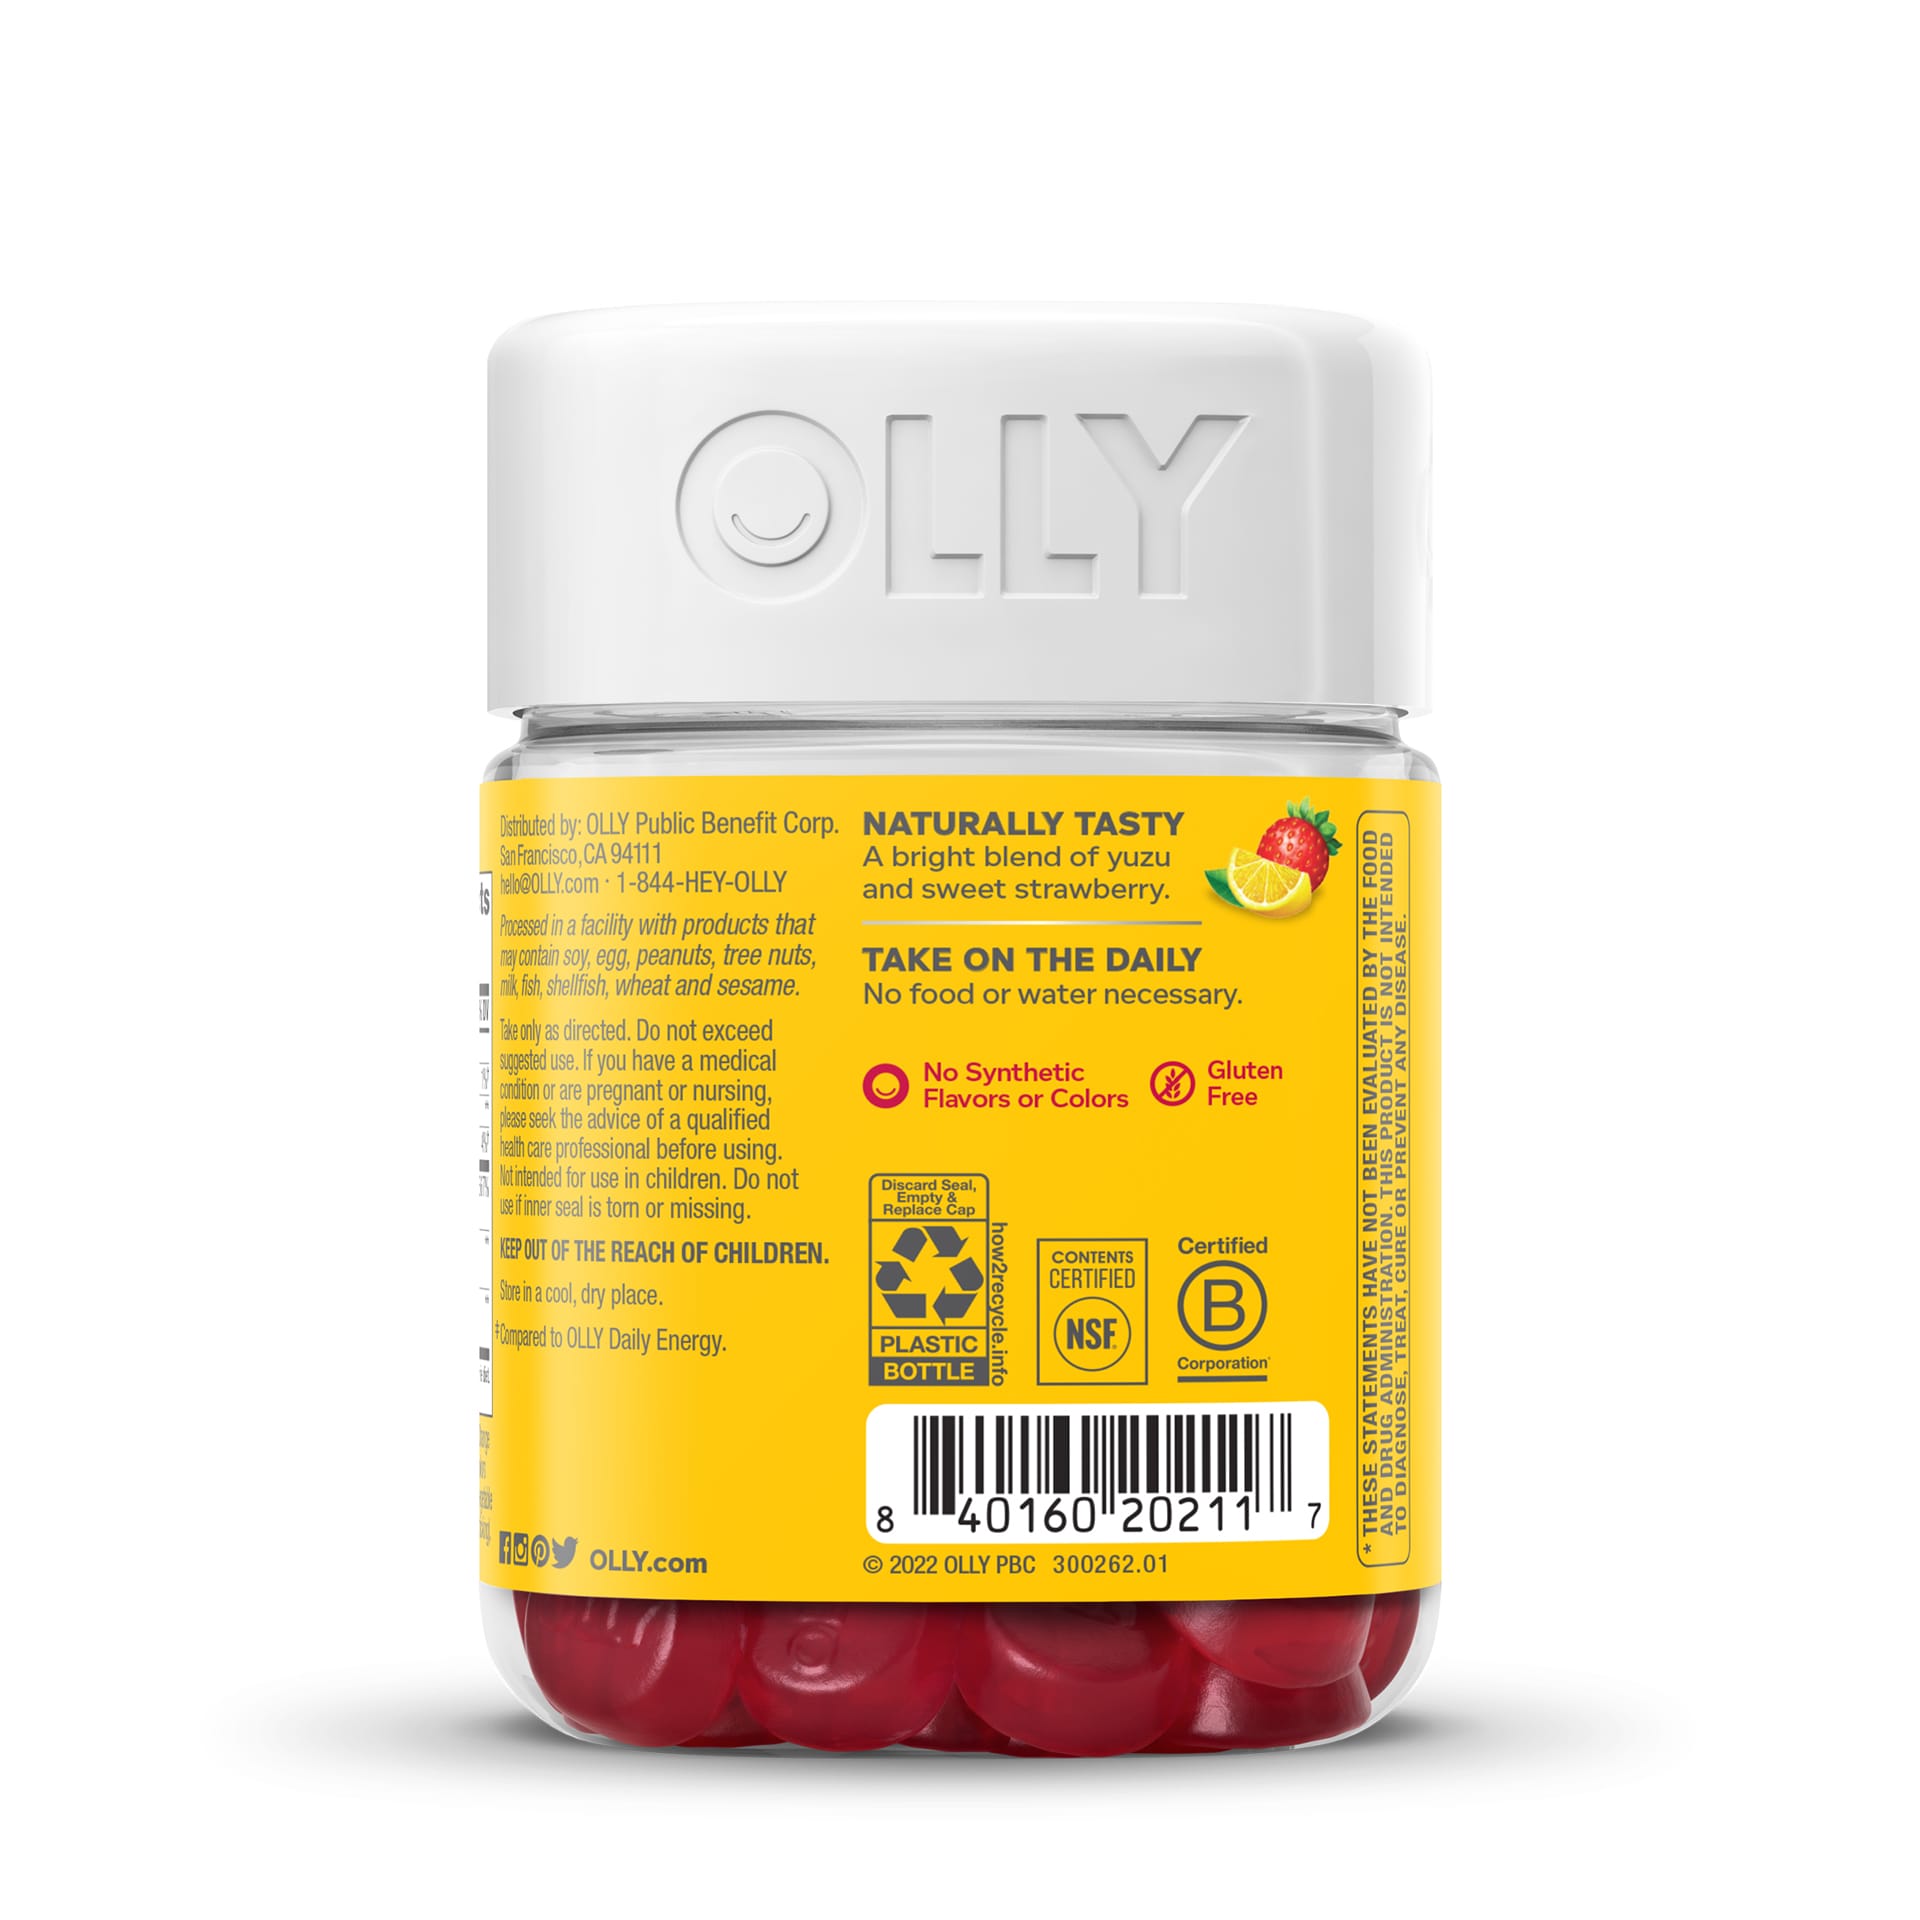 OLLY
Distributed by: OLLY Public Benefit Corp.
San Francisco, CA 94111
hello@OLLY.com · 1-844-HEY-OLLY
Processed in a facility with products that
may contain soy, egg, peanuts, tree nuts,
milk, fish, shellfish, wheat and sesame.
Take only as directed. Do not exceed
suggested use. If you have a medical
condition or are pregnant or nursing,
please seek the advice of a qualified
health care professional before using.
Not intended for use in children. Do not
use if inner seal is torn or missing.
KEEP OUT OF THE REACH OF CHILDREN.
Store in a cool, dry place.
‡Compared to OLLY Daily Energy.
OLLY.com
NATURALLY TASTY
A bright blend of yuzu
and sweet strawberry.
TAKE ON THE DAILY
No food or water necessary.
No Synthetic
Flavors or Colors
Gluten
Free
Discard Seal,
Empty &
Replace Cap
PLASTIC
BOTTLE
how2recycle.info
CONTENTS
CERTIFIED
NSF®
Certified
B
Corporation
8 40160 20211 7
© 2022 OLLY PBC 300262.01
* THESE STATEMENTS HAVE NOT BEEN EVALUATED BY THE FOOD
AND DRUG ADMINISTRATION. THIS PRODUCT IS NOT INTENDED
TO DIAGNOSE, TREAT, CURE OR PREVENT ANY DISEASE.